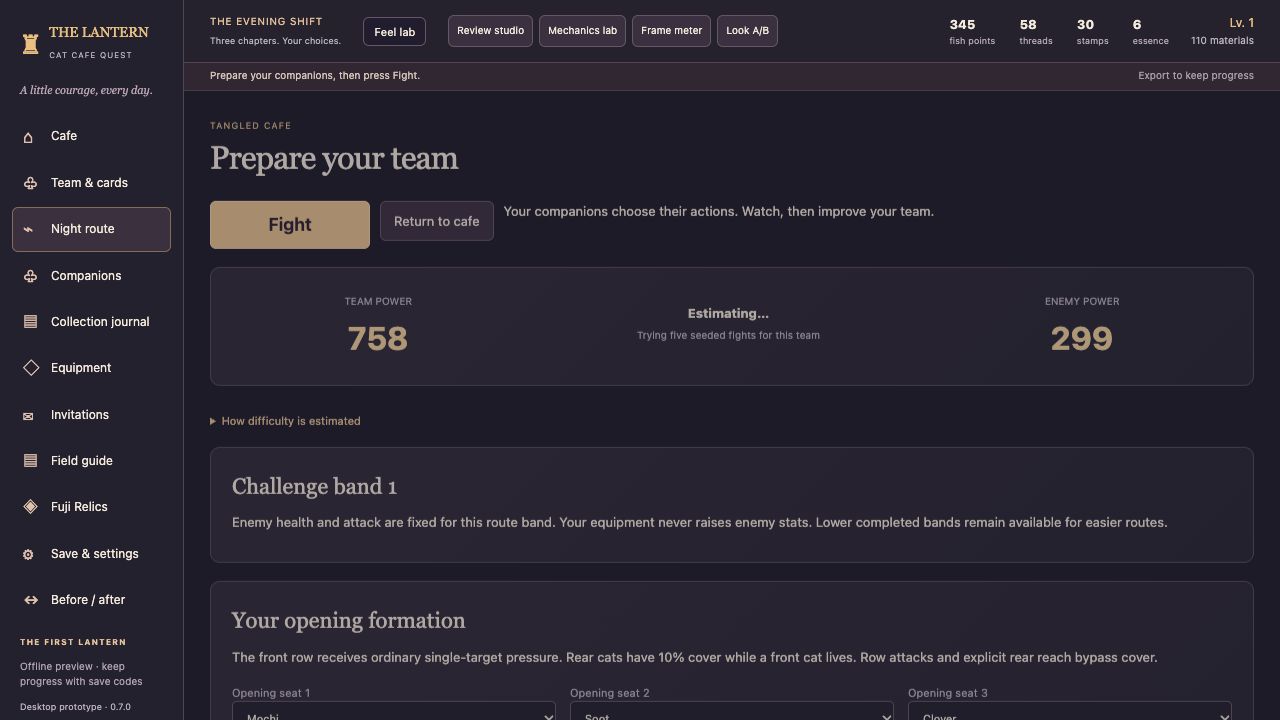 THE LANTERN
CAT CAFE QUEST
A little courage, every day.
Cafe
Team & cards
Night route
Companions
Collection journal
Equipment
Invitations
Field guide
Fuji Relics
Save & settings
Before / after
THE FIRST LANTERN
Offline preview · keep
progress with save codes
Desktop prototype · 0.7.0
THE EVENING SHIFT
Three chapters. Your choices.
Feel lab
Review studio
Mechanics lab
Frame meter
Look A/B
345
fish points
58
threads
30
stamps
6
essence
Lv. 1
110 materials
Prepare your companions, then press Fight.
Export to keep progress
TANGLED CAFE
Prepare your team
Fight
Return to cafe
Your companions choose their actions. Watch, then improve your team.
TEAM POWER
758
Estimating...
Trying five seeded fights for this team
ENEMY POWER
299
How difficulty is estimated
Challenge band 1
Enemy health and attack are fixed for this route band. Your equipment never raises enemy stats. Lower completed bands remain available for easier routes.
Your opening formation
The front row receives ordinary single-target pressure. Rear cats have 10% cover while a front cat lives. Row attacks and explicit rear reach bypass cover.
Opening seat 1
Opening seat 2
Opening seat 3
Mochi
Soot
Clover